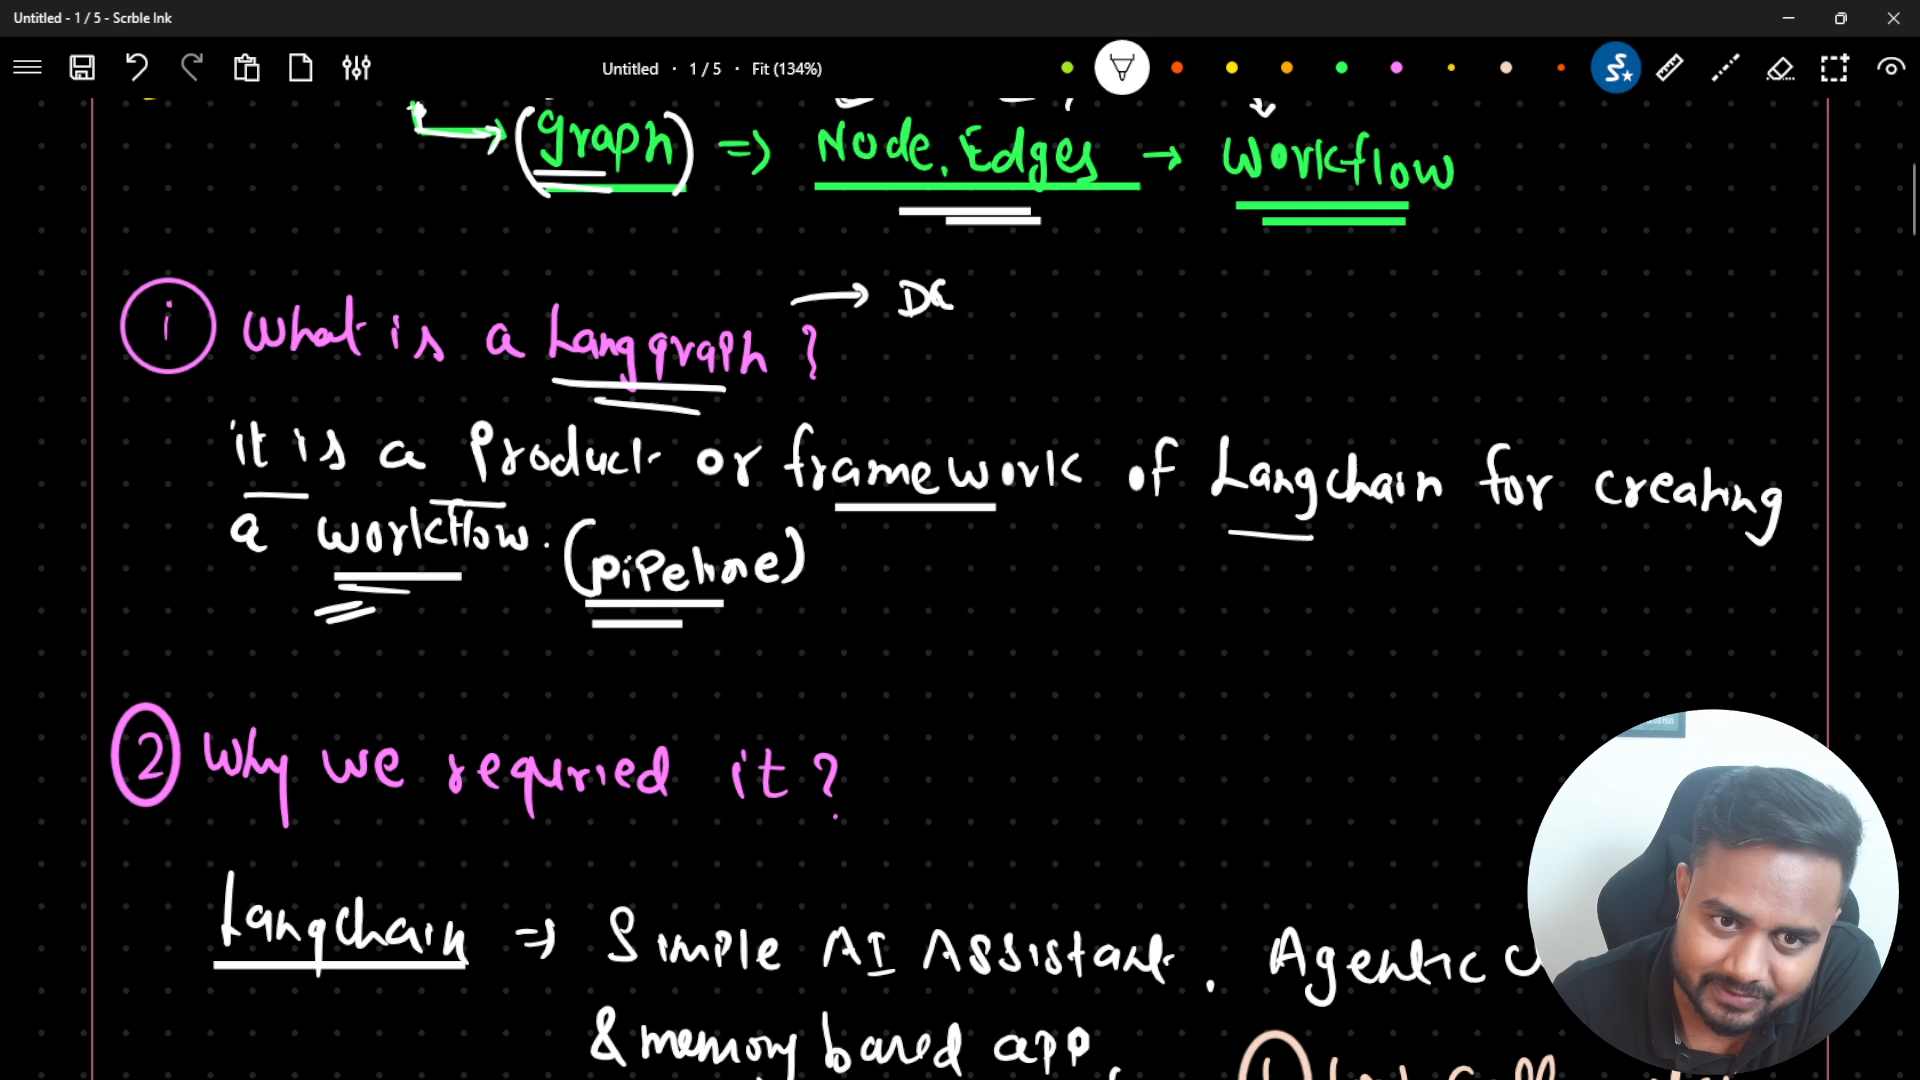 Untitled - 1 / 5 - Scrble Ink
Untitled · 1 / 5 · Fit (134%)
(graph) => Node, Edges → Workflow
① What is a Langgraph? → DG
it is a Product or framework of Langchain for creating
a workflow. (pipeline)
② Why we requried it?
Langchain => Simple AI Assistant. Agentic
& memory based app